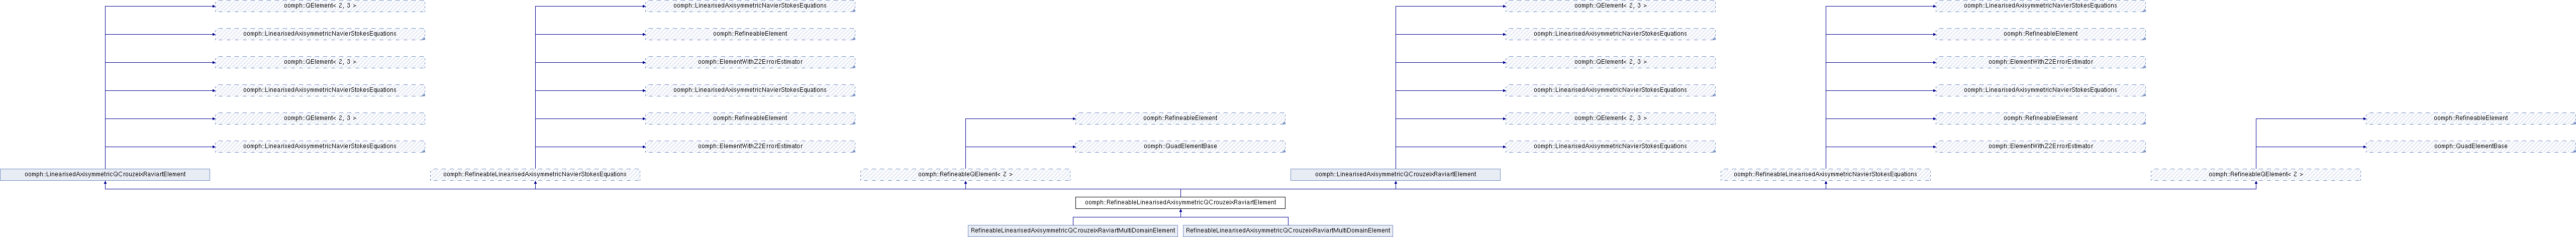 oomph::QElement< 2, 3 >
oomph::LinearisedAxisymmetricNavierStokesEquations
oomph::QElement< 2, 3 >
oomph::LinearisedAxisymmetricNavierStokesEquations
oomph::LinearisedAxisymmetricNavierStokesEquations
oomph::RefineableElement
oomph::LinearisedAxisymmetricNavierStokesEquations
oomph::RefineableElement
oomph::QElement< 2, 3 >
oomph::ElementWithZ2ErrorEstimator
oomph::QElement< 2, 3 >
oomph::ElementWithZ2ErrorEstimator
oomph::LinearisedAxisymmetricNavierStokesEquations
oomph::LinearisedAxisymmetricNavierStokesEquations
oomph::LinearisedAxisymmetricNavierStokesEquations
oomph::LinearisedAxisymmetricNavierStokesEquations
oomph::QElement< 2, 3 >
oomph::RefineableElement
oomph::RefineableElement
oomph::QElement< 2, 3 >
oomph::RefineableElement
oomph::RefineableElement
oomph::LinearisedAxisymmetricNavierStokesEquations
oomph::ElementWithZ2ErrorEstimator
oomph::QuadElementBase
oomph::LinearisedAxisymmetricNavierStokesEquations
oomph::ElementWithZ2ErrorEstimator
oomph::QuadElementBase
oomph::LinearisedAxisymmetricQCrouzeixRaviartElement
oomph::RefineableLinearisedAxisymmetricNavierStokesEquations
oomph::RefineableQElement< 2 >
oomph::LinearisedAxisymmetricQCrouzeixRaviartElement
oomph::RefineableLinearisedAxisymmetricNavierStokesEquations
oomph::RefineableQElement< 2 >
oomph::RefineableLinearisedAxisymmetricQCrouzeixRaviartElement
RefineableLinearisedAxisymmetricQCrouzeixRaviartMultiDomainElement
RefineableLinearisedAxisymmetricQCrouzeixRaviartMultiDomainElement